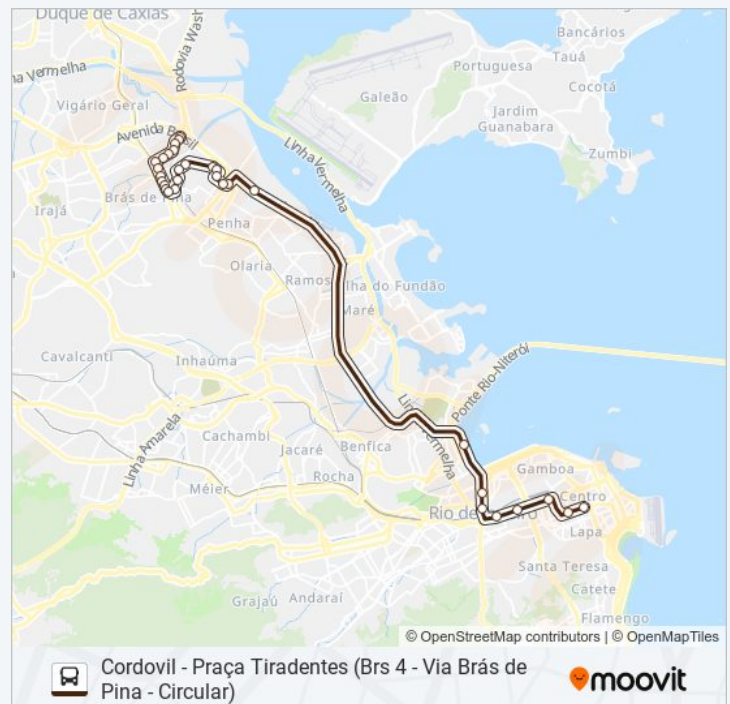 Duque de Caxias
Rodovia Wash
Bancários
Tauá
Portuguesa
Cocotá
Vermelha
Galeão
Vigário Geral
Jardim
Guanabara
Avenida Brasil
Linha Vermelha
Zumbi
Brás de Pina
Irajá
Penha
Olaria
Ramos
Ilha do Fundão
Maré
Cavalcanti
Inhaúma
Ponte Rio-Niterói
Linha Vermelha
Linha Amarela
Cachambi
Jacaré
Benfica
Gamboa
Méier
Rocha
Centro
Rio de Janeiro
Lapa
Santa Teresa
Catete
Grajaú
Andaraí
Flamengo
© OpenStreetMap contributors | © OpenMapTiles
Cordovil - Praça Tiradentes (Brs 4 - Via Brás de
Pina - Circular)
moovit